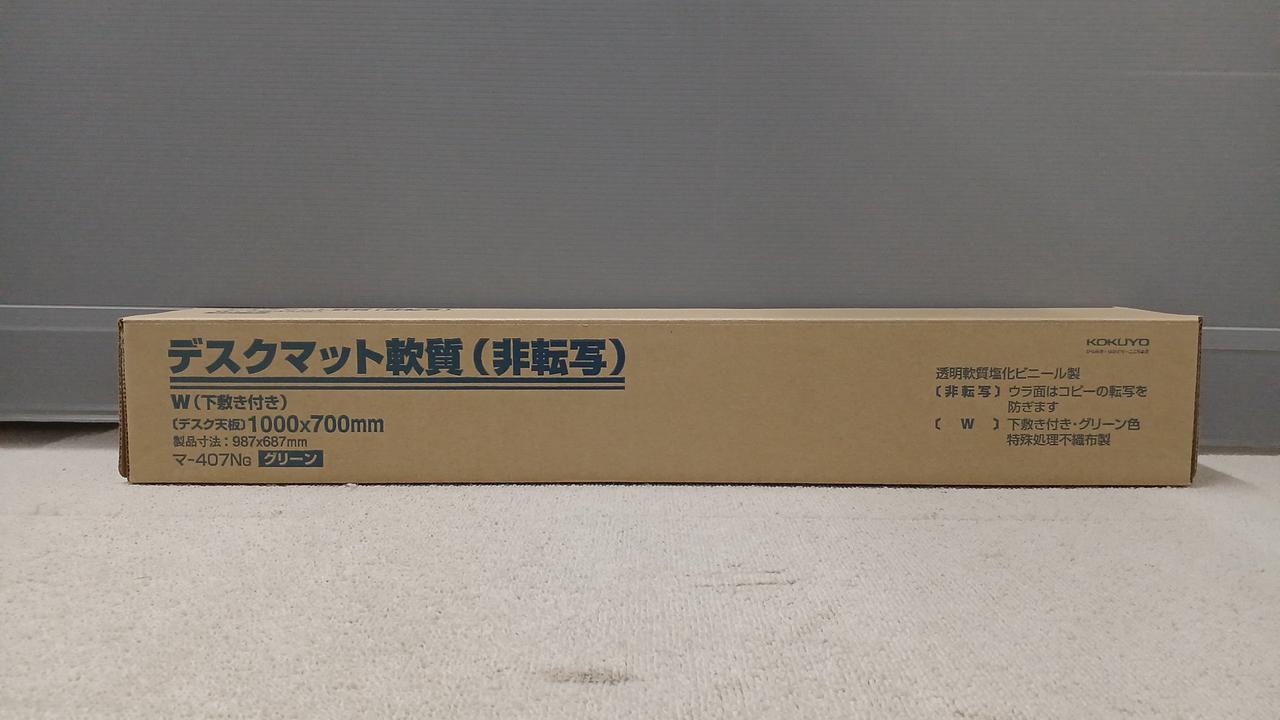 デスクマット軟質(非転写)
W(下敷き付き)
〔デスク天板〕1000x700mm
製品寸法:987x687mm
マ-407NG グリーン
KOKUYO
透明軟質塩化ビニール製
〔非転写〕ウラ面はコピーの転写を
防ぎます
〔 W 〕下敷き付き・グリーン色
特殊処理不織布製